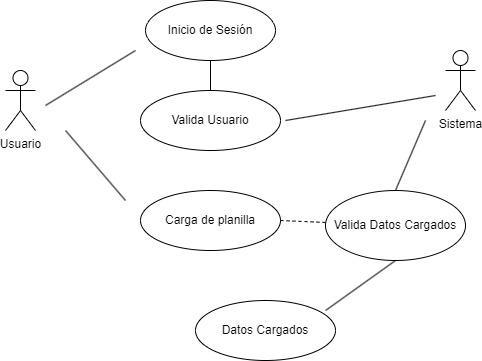 Inicio de Sesión
Usuario
Valida Usuario
Sistema
Carga de planilla
Valida Datos Cargados
Datos Cargados